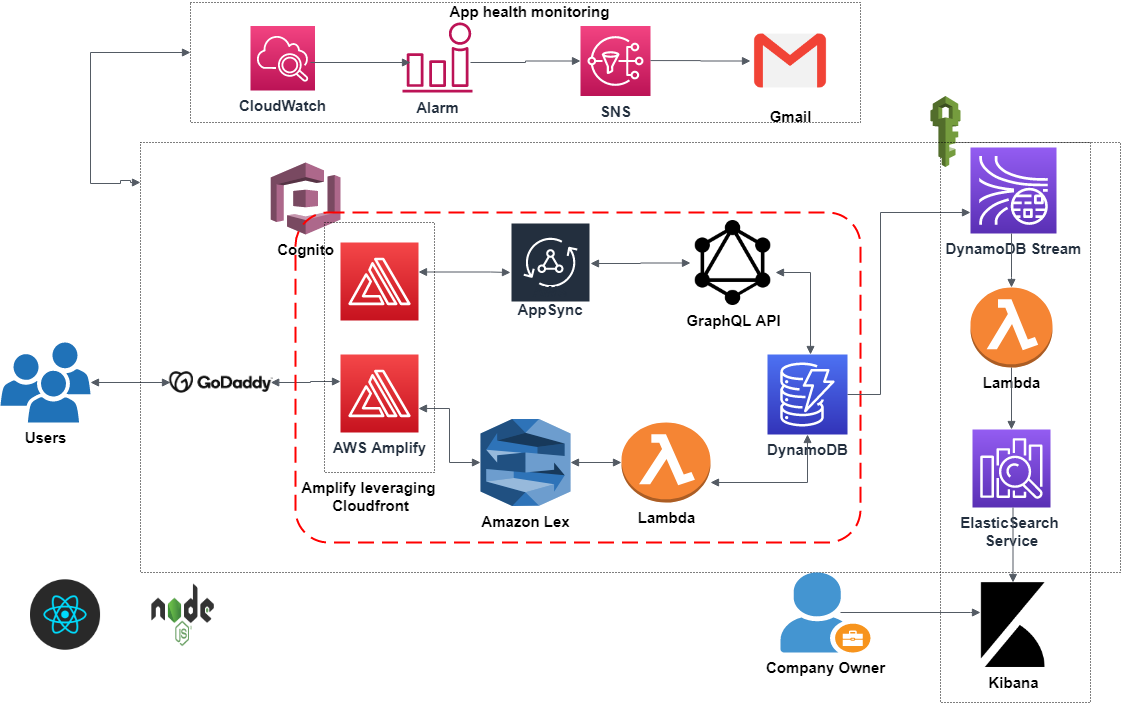 App health monitoring
CloudWatch
Alarm
SNS
Gmail
Cognito
AppSync
GraphQL API
DynamoDB Stream
Lambda
Users
GoDaddy
AWS Amplify
DynamoDB
Amplify leveraging
Cloudfront
Amazon Lex
Lambda
ElasticSearch
Service
node
JS
Company Owner
Kibana